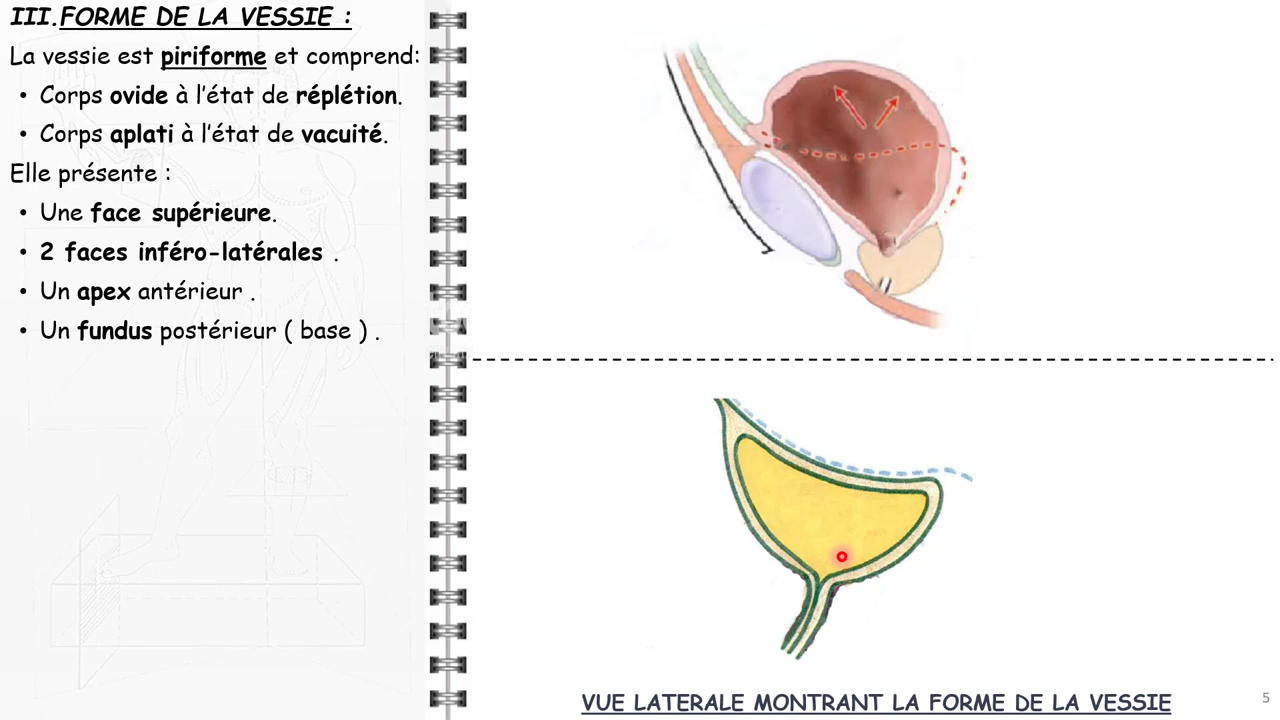 III.FORME DE LA VESSIE :
La vessie est piriforme et comprend:
• Corps ovide à l'état de réplétion.
• Corps aplati à l'état de vacuité.
Elle présente :
• Une face supérieure.
• 2 faces inféro-latérales .
• Un apex antérieur .
• Un fundus postérieur ( base ) .
VUE LATERALE MONTRANT LA FORME DE LA VESSIE
5